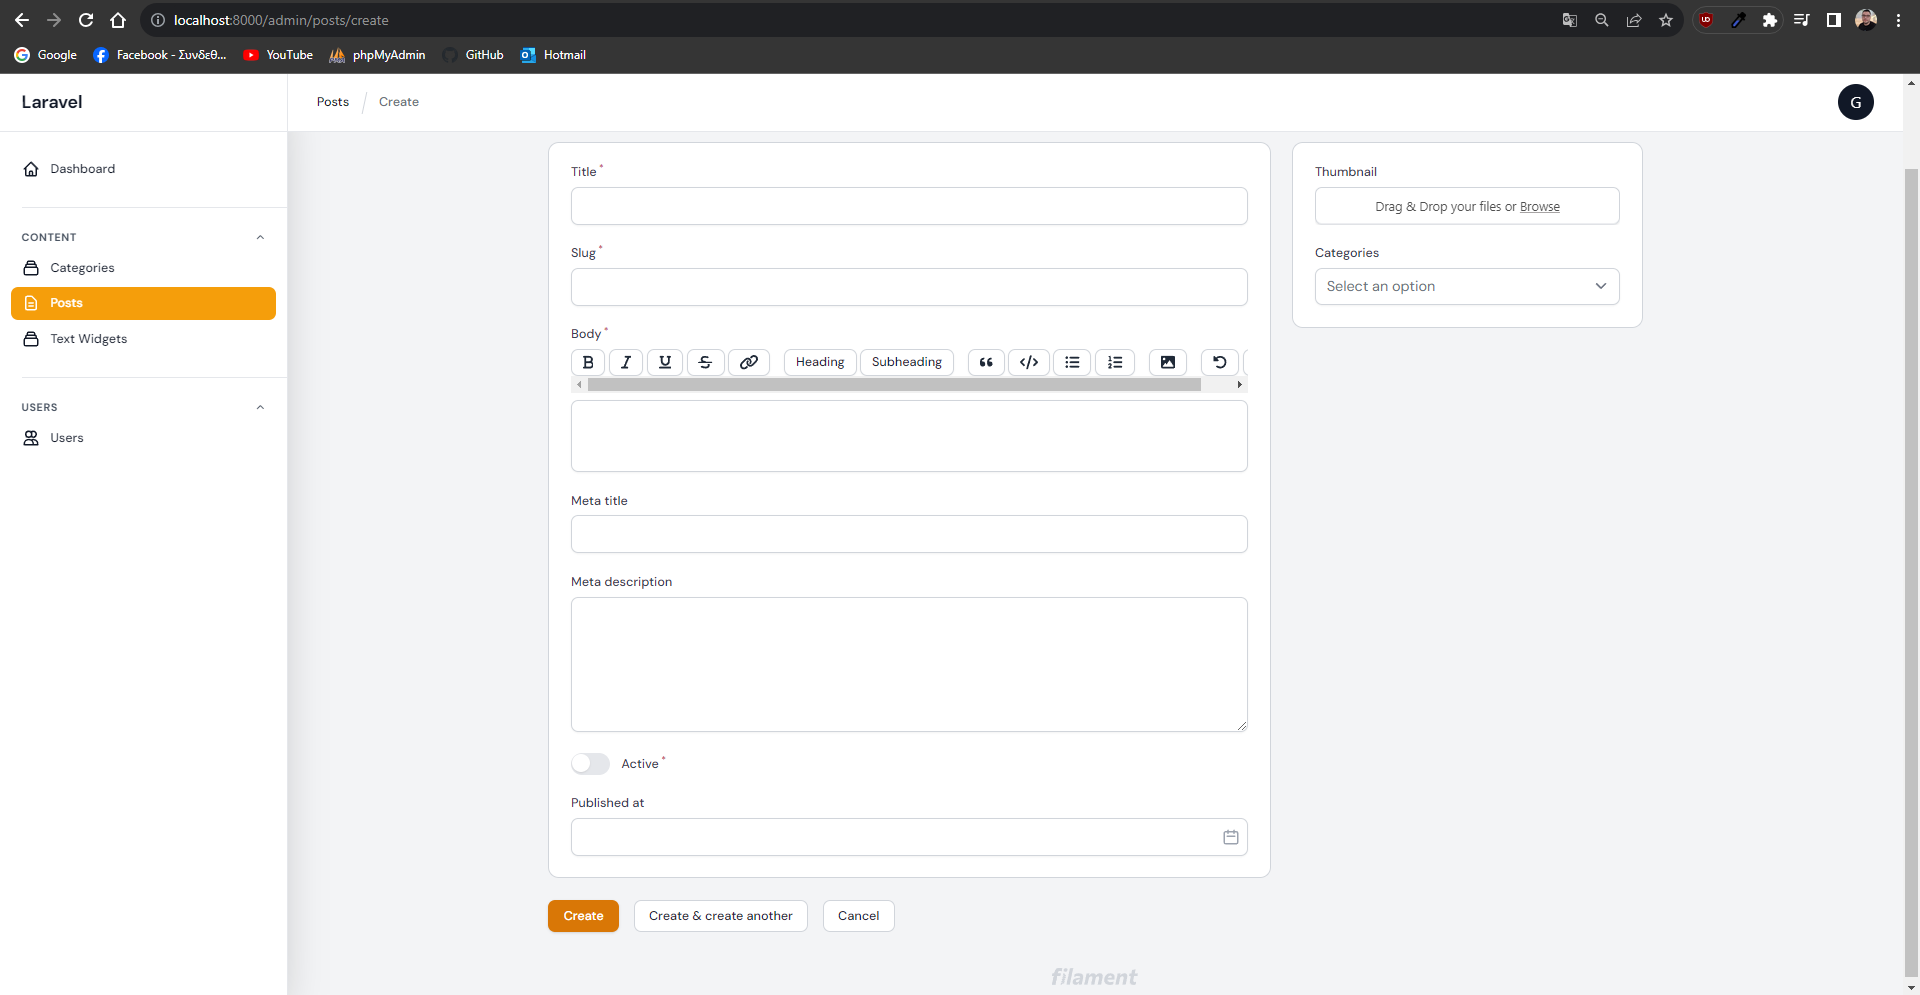 localhost:8000/admin/posts/create
Google
Facebook - Συνδεθ...
YouTube
phpMyAdmin
GitHub
Hotmail
Laravel
Posts / Create
G
Dashboard
CONTENT
Categories
Posts
Text Widgets
USERS
Users
Title*
Slug*
Body*
B I U S Heading Subheading
Meta title
Meta description
Active*
Published at
Thumbnail
Drag & Drop your files or Browse
Categories
Select an option
Create
Create & create another
Cancel
filament